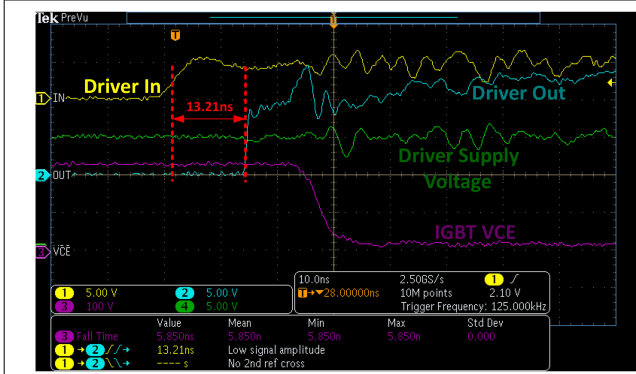 Tek PreVu
T
T
Driver In
1 IN
Driver Out
13.21ns
Driver Supply
Voltage
2 OUT
IGBT VCE
3 VCE
1 5.00 V 2 5.00 V
3 100 V 4 5.00 V
10.0ns 2.50GS/s 1
T→▼28.00000ns 10M points 2.10 V
Trigger Frequency: 125.000kHz
Value Mean Min Max Std Dev
3 Fall Time 5.850ns 5.850n 5.850n 5.850n 0.000
1 → 2 13.21ns Low signal amplitude
1 → 2 ---- s No 2nd ref cross